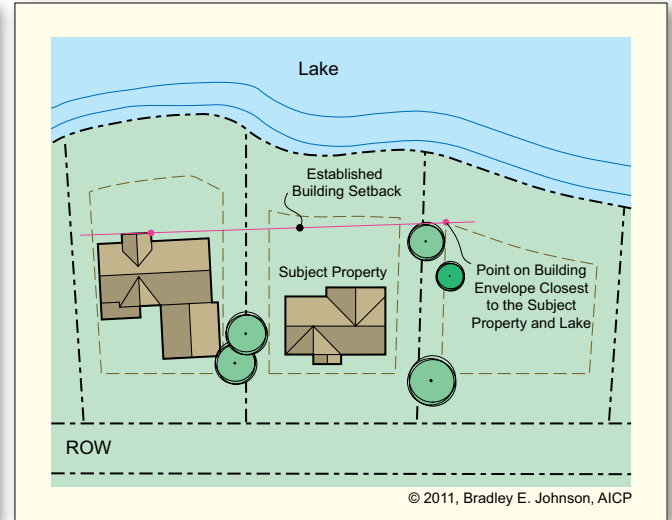 Lake
Established
Building Setback
Subject Property
Point on Building
Envelope Closest
to the Subject
Property and Lake
ROW
© 2011, Bradley E. Johnson, AICP